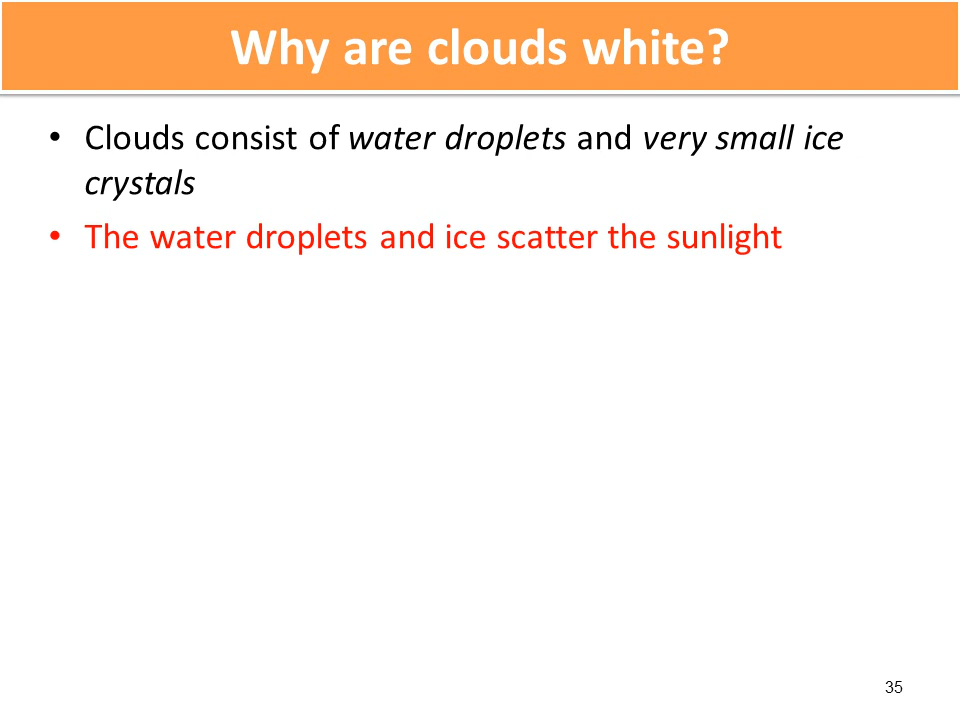 Why are clouds white?
• Clouds consist of water droplets and very small ice
crystals
• The water droplets and ice scatter the sunlight
35